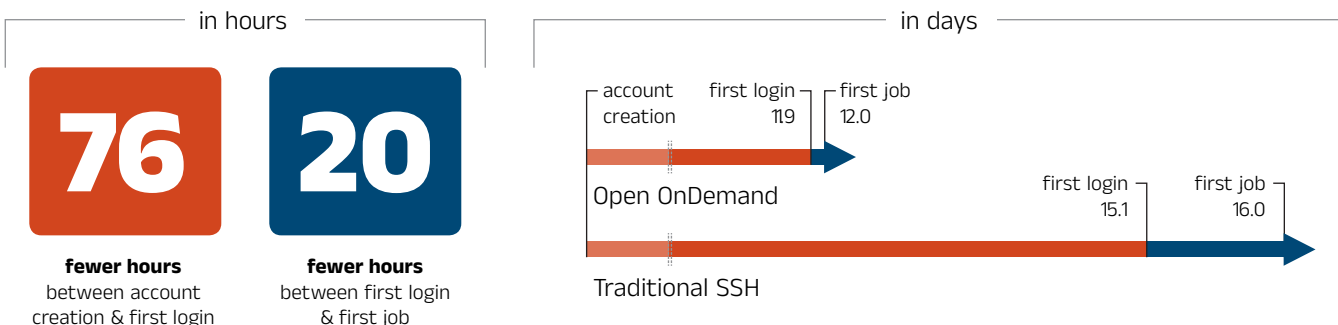 in hours
76
fewer hours
between account
creation & first login
20
fewer hours
between first login
& first job
in days
account
creation
first login
11.9
first job
12.0
Open OnDemand
first login
15.1
first job
16.0
Traditional SSH